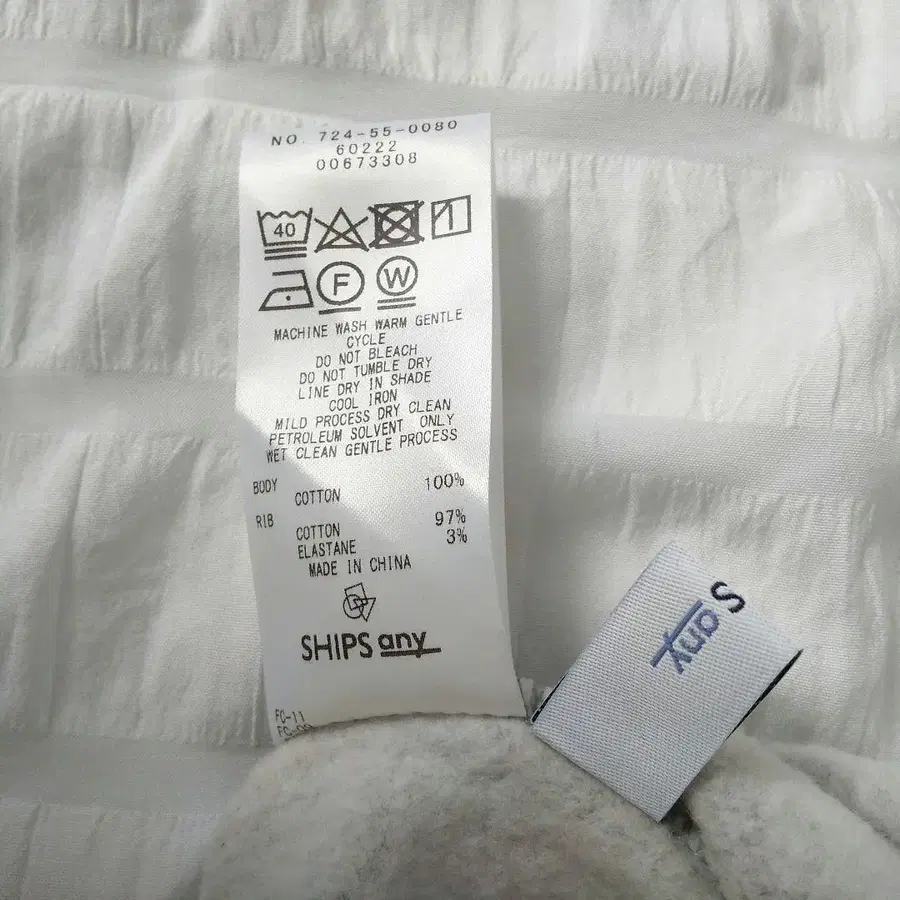 NO. 724-55-0080
60222
00673308
40
F
W
MACHINE WASH WARM GENTLE
CYCLE
DO NOT BLEACH
DO NOT TUMBLE DRY
LINE DRY IN SHADE
COOL IRON
MILD PROCESS DRY CLEAN
PETROLEUM SOLVENT ONLY
WET CLEAN GENTLE PROCESS
BODY COTTON 100%
RIB COTTON 97%
ELASTANE 3%
MADE IN CHINA
SHIPS any
FC-11
S any